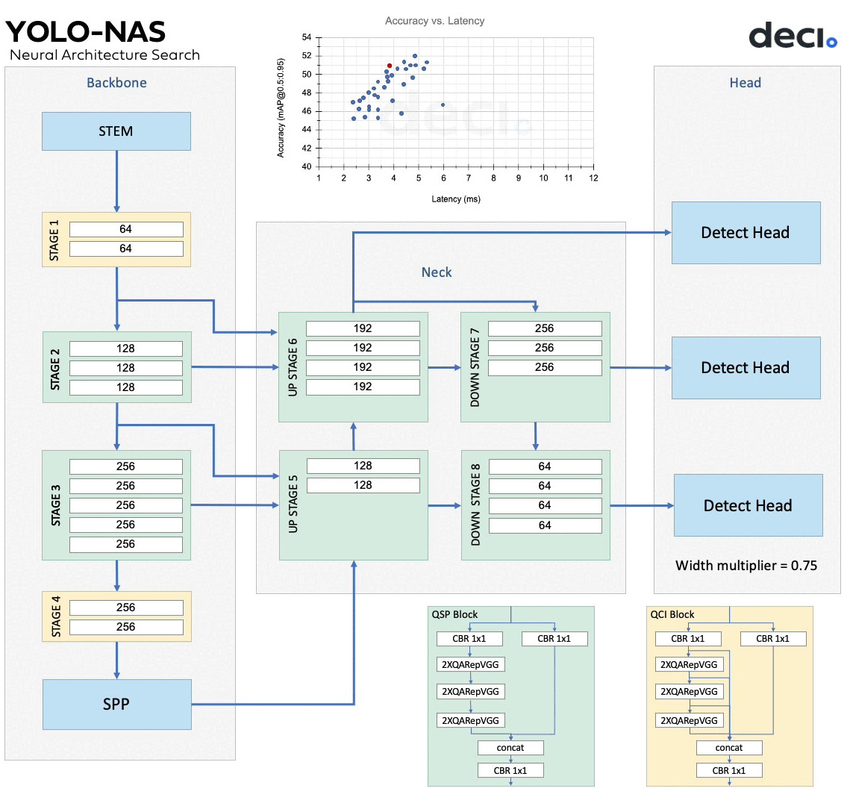 YOLO-NAS
Neural Architecture Search
deci.
Accuracy vs. Latency
Accuracy (mAP@0.5:0.95)
54
52
50
48
46
44
42
40
deci.
1 2 3 4 5 6 7 8 9 10 11 12
Latency (ms)
Backbone
STEM
STAGE 1
64
64
STAGE 2
128
128
128
STAGE 3
256
256
256
256
256
STAGE 4
256
256
SPP
Neck
UP STAGE 6
192
192
192
192
DOWN STAGE 7
256
256
256
UP STAGE 5
128
128
DOWN STAGE 8
64
64
64
64
Head
Detect Head
Detect Head
Detect Head
Width multiplier = 0.75
QSP Block
CBR 1x1 CBR 1x1
2XQARepVGG
2XQARepVGG
2XQARepVGG
concat
CBR 1x1
QCI Block
CBR 1x1 CBR 1x1
2XQARepVGG
2XQARepVGG
2XQARepVGG
concat
CBR 1x1